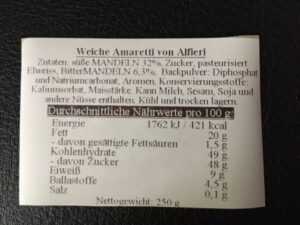 Weiche Amaretti von Alfieri
Zutaten: süße MANDELN 32%, Zucker, pasteurisiert
Eiweiss, BitterMANDELN 6,3%, Backpulver: Diphosphat
und Natriumcarbonat, Aromen, Konservierungsstoffe:
Kaliumsorbat, Maisstärke. Kann Milch, Sesam, Soja und
andere Nüsse enthalten. Kühl und trocken lagern.
Durchschnittliche Nährwerte pro 100 g:
Energie 1762 kJ / 421 kcal
Fett 20 g
- davon gesättigte Fettsäuren 1,5 g
Kohlenhydrate 49 g
- davon Zucker 48 g
Eiweiß 9 g
Ballastoffe 4,5 g
Salz 0,1 g
Nettogewicht: 250 g